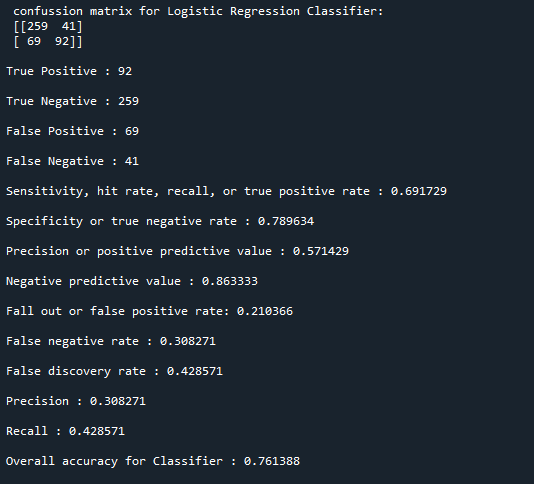 confussion matrix for Logistic Regression Classifier:
[[259 41]
[ 69 92]]
True Positive : 92
True Negative : 259
False Positive : 69
False Negative : 41
Sensitivity, hit rate, recall, or true positive rate : 0.691729
Specificity or true negative rate : 0.789634
Precision or positive predictive value : 0.571429
Negative predictive value : 0.863333
Fall out or false positive rate: 0.210366
False negative rate : 0.308271
False discovery rate : 0.428571
Precision : 0.308271
Recall : 0.428571
Overall accuracy for Classifier : 0.761388